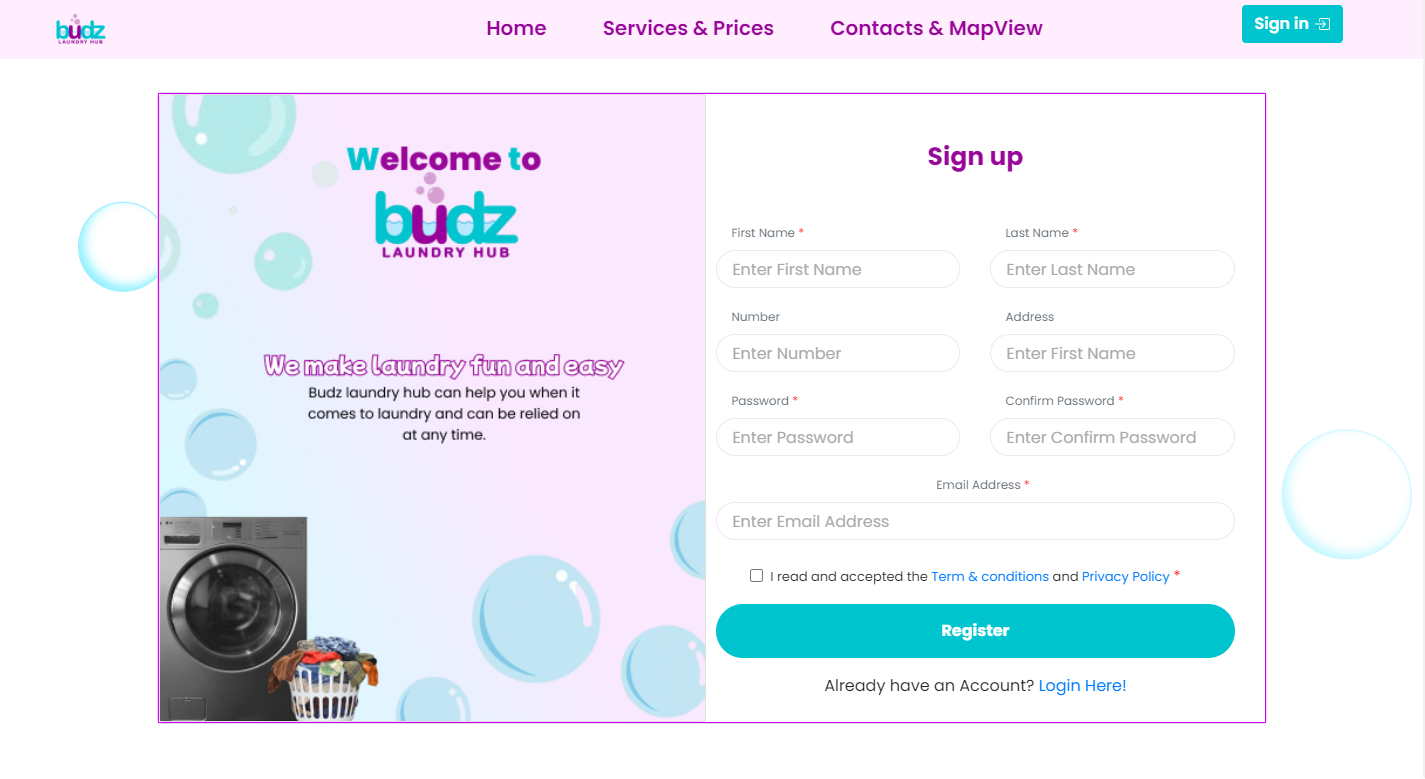 budz
LAUNDRY HUB
Home
Services & Prices
Contacts & MapView
Sign in
Welcome to
budz
LAUNDRY HUB
We make laundry fun and easy
Budz laundry hub can help you when it
comes to laundry and can be relied on
at any time.
Sign up
First Name *
Last Name *
Enter First Name
Enter Last Name
Number
Address
Enter Number
Enter First Name
Password *
Confirm Password *
Enter Password
Enter Confirm Password
Email Address *
Enter Email Address
I read and accepted the Term & conditions and Privacy Policy *
Register
Already have an Account? Login Here!